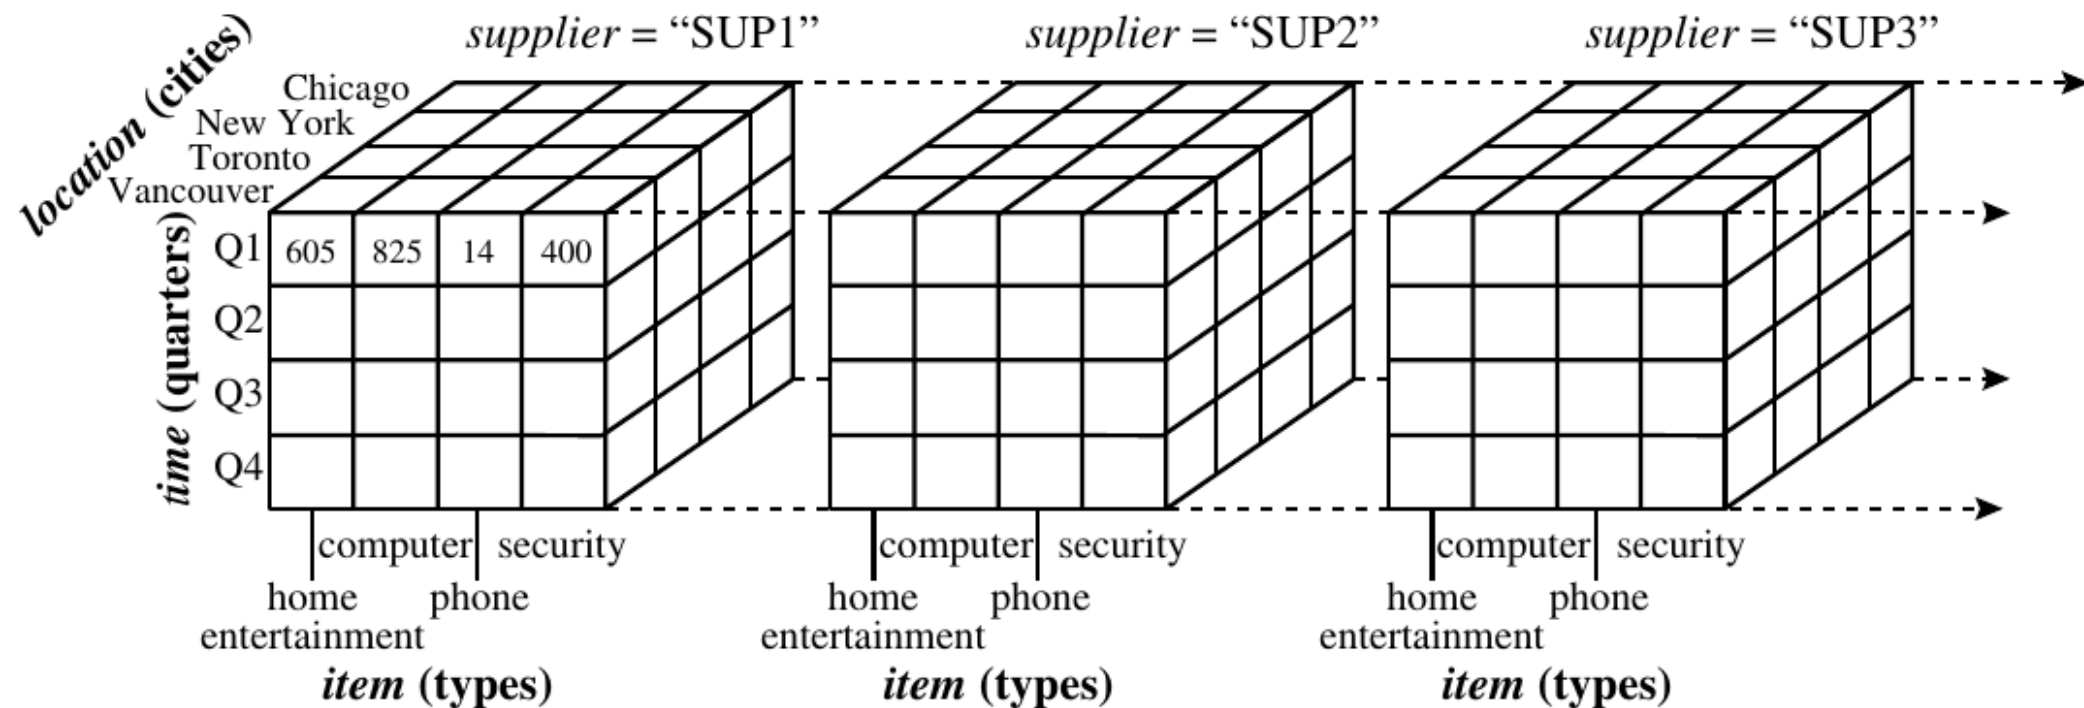 supplier = “SUP1”
supplier = “SUP2”
supplier = “SUP3”
location (cities)
Chicago
New York
Toronto
Vancouver
time (quarters)
Q1 605 825 14 400
Q2
Q3
Q4
computer security
home phone
entertainment
item (types)
computer security
home phone
entertainment
item (types)
computer security
home phone
entertainment
item (types)